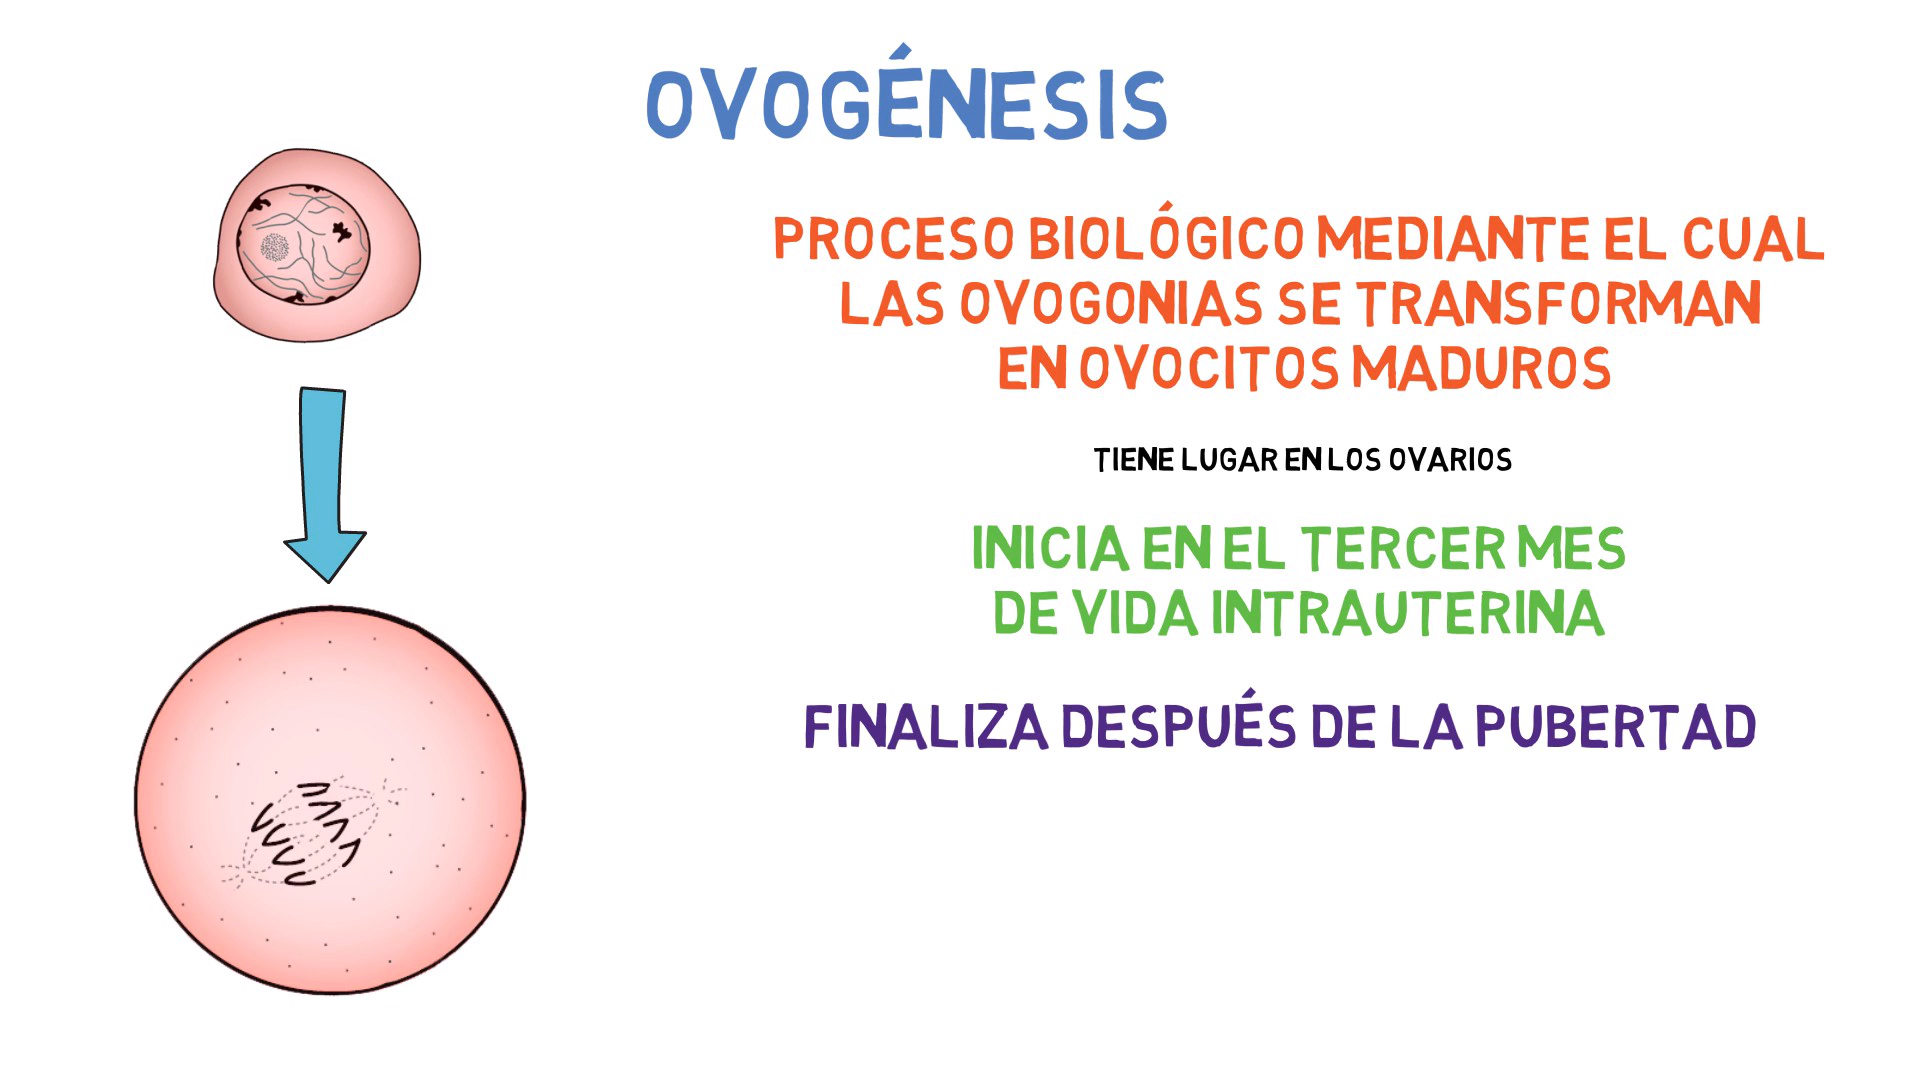 OVOGÉNESIS
PROCESO BIOLÓGICO MEDIANTE EL CUAL
LAS OVOGONIAS SE TRANSFORMAN
EN OVOCITOS MADUROS
TIENE LUGAR EN LOS OVARIOS
INICIA EN EL TERCER MES
DE VIDA INTRAUTERINA
FINALIZA DESPUÉS DE LA PUBERTAD